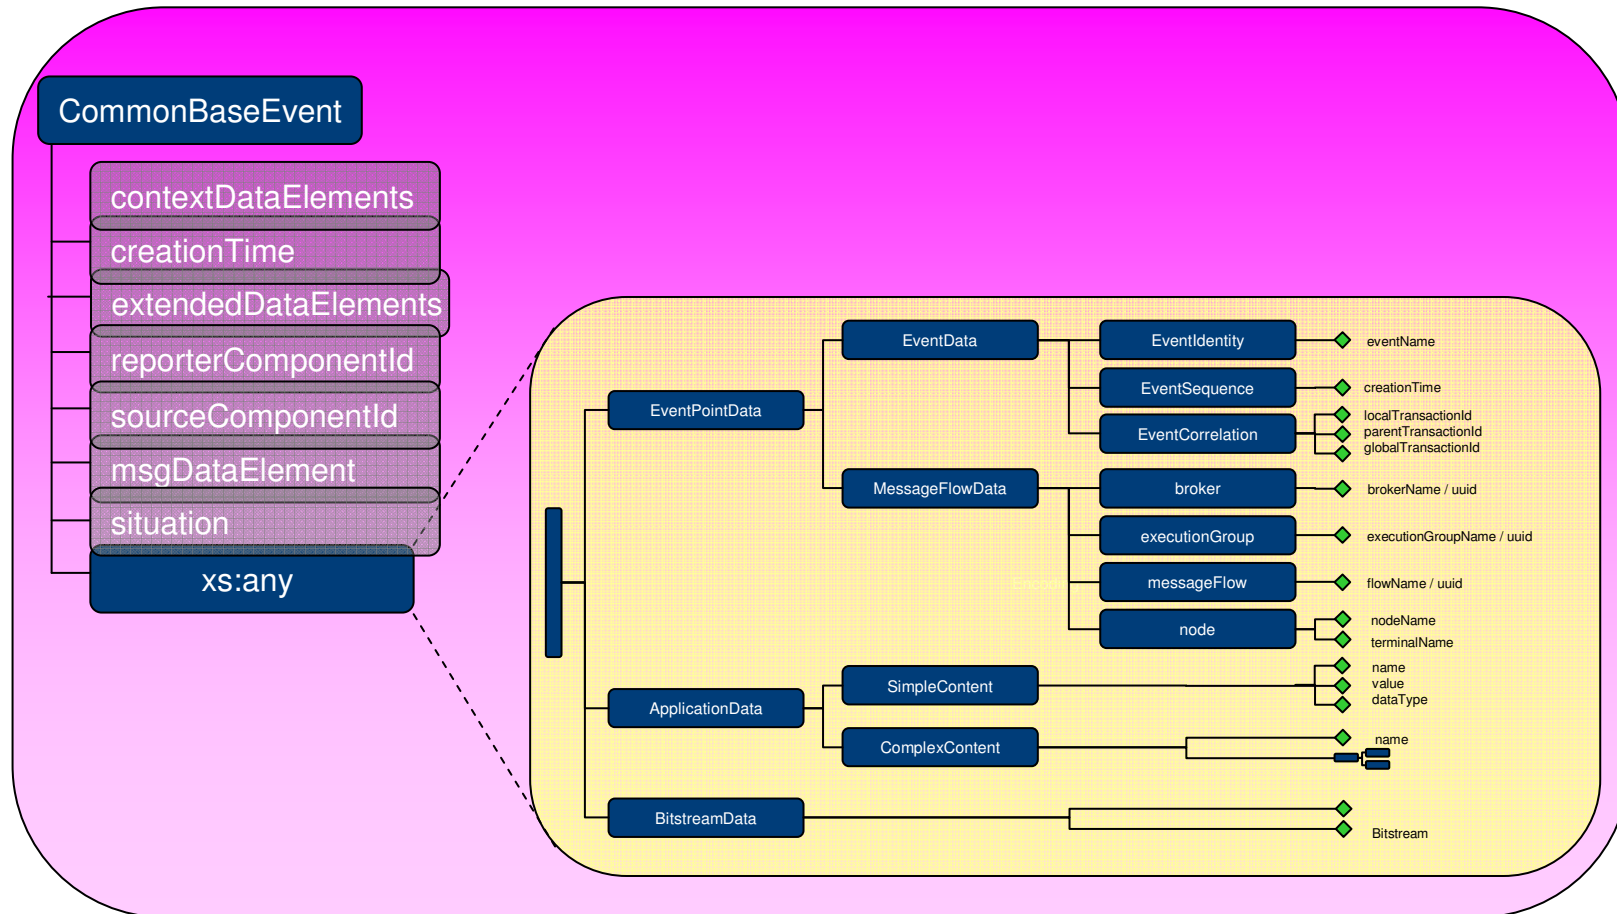 CommonBaseEvent
contextDataElements
creationTime
extendedDataElements
reporterComponentId
sourceComponentId
msgDataElement
situation
xs:any
EventPointData
EventData
EventIdentity
eventName
EventSequence
creationTime
EventCorrelation
localTransactionId
parentTransactionId
globalTransactionId
MessageFlowData
broker
brokerName / uuid
executionGroup
executionGroupName / uuid
messageFlow
flowName / uuid
node
nodeName
terminalName
ApplicationData
SimpleContent
name
value
dataType
ComplexContent
name
BitstreamData
Bitstream